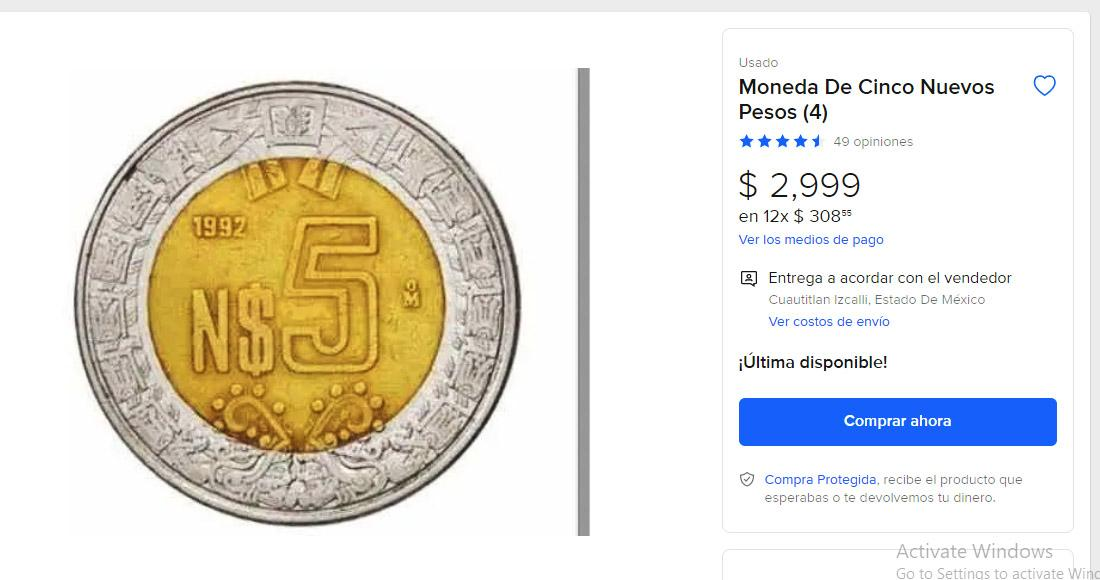 1992
N$5
oM
Usado
Moneda De Cinco Nuevos
Pesos (4)
49 opiniones
$ 2,999
en 12x $ 308⁵⁵
Ver los medios de pago
Entrega a acordar con el vendedor
Cuautitlan Izcalli, Estado De México
Ver costos de envío
¡Última disponible!
Comprar ahora
Compra Protegida, recibe el producto que
esperabas o te devolvemos tu dinero.
Activate Windows
Go to Settings to activate Wind